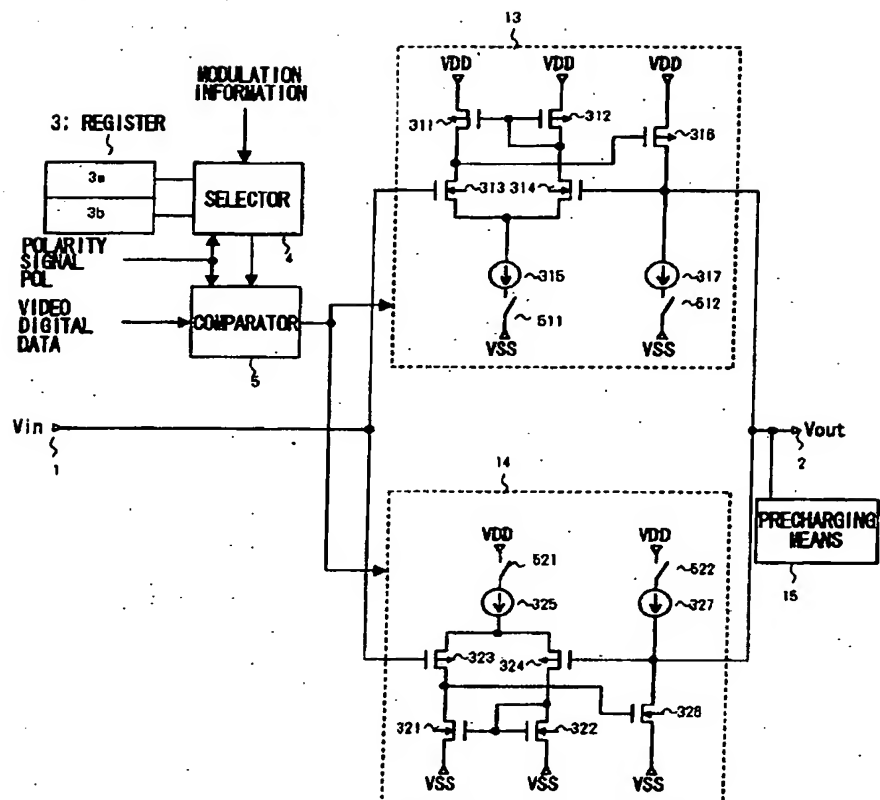 13
MODULATION
INFORMATION
VDD
VDD
VDD
3: REGISTER
311
312
316
3a
3b
SELECTOR
4
313
314
POLARITY
SIGNAL
POL
315
317
511
512
VIDEO
DIGITAL
DATA
COMPARATOR
5
VSS
VSS
Vin
1
Vout
2
14
PRECHARGING
MEANS
15
VDD
VDD
521
522
325
327
323
324
321
322
328
VSS
VSS
VSS